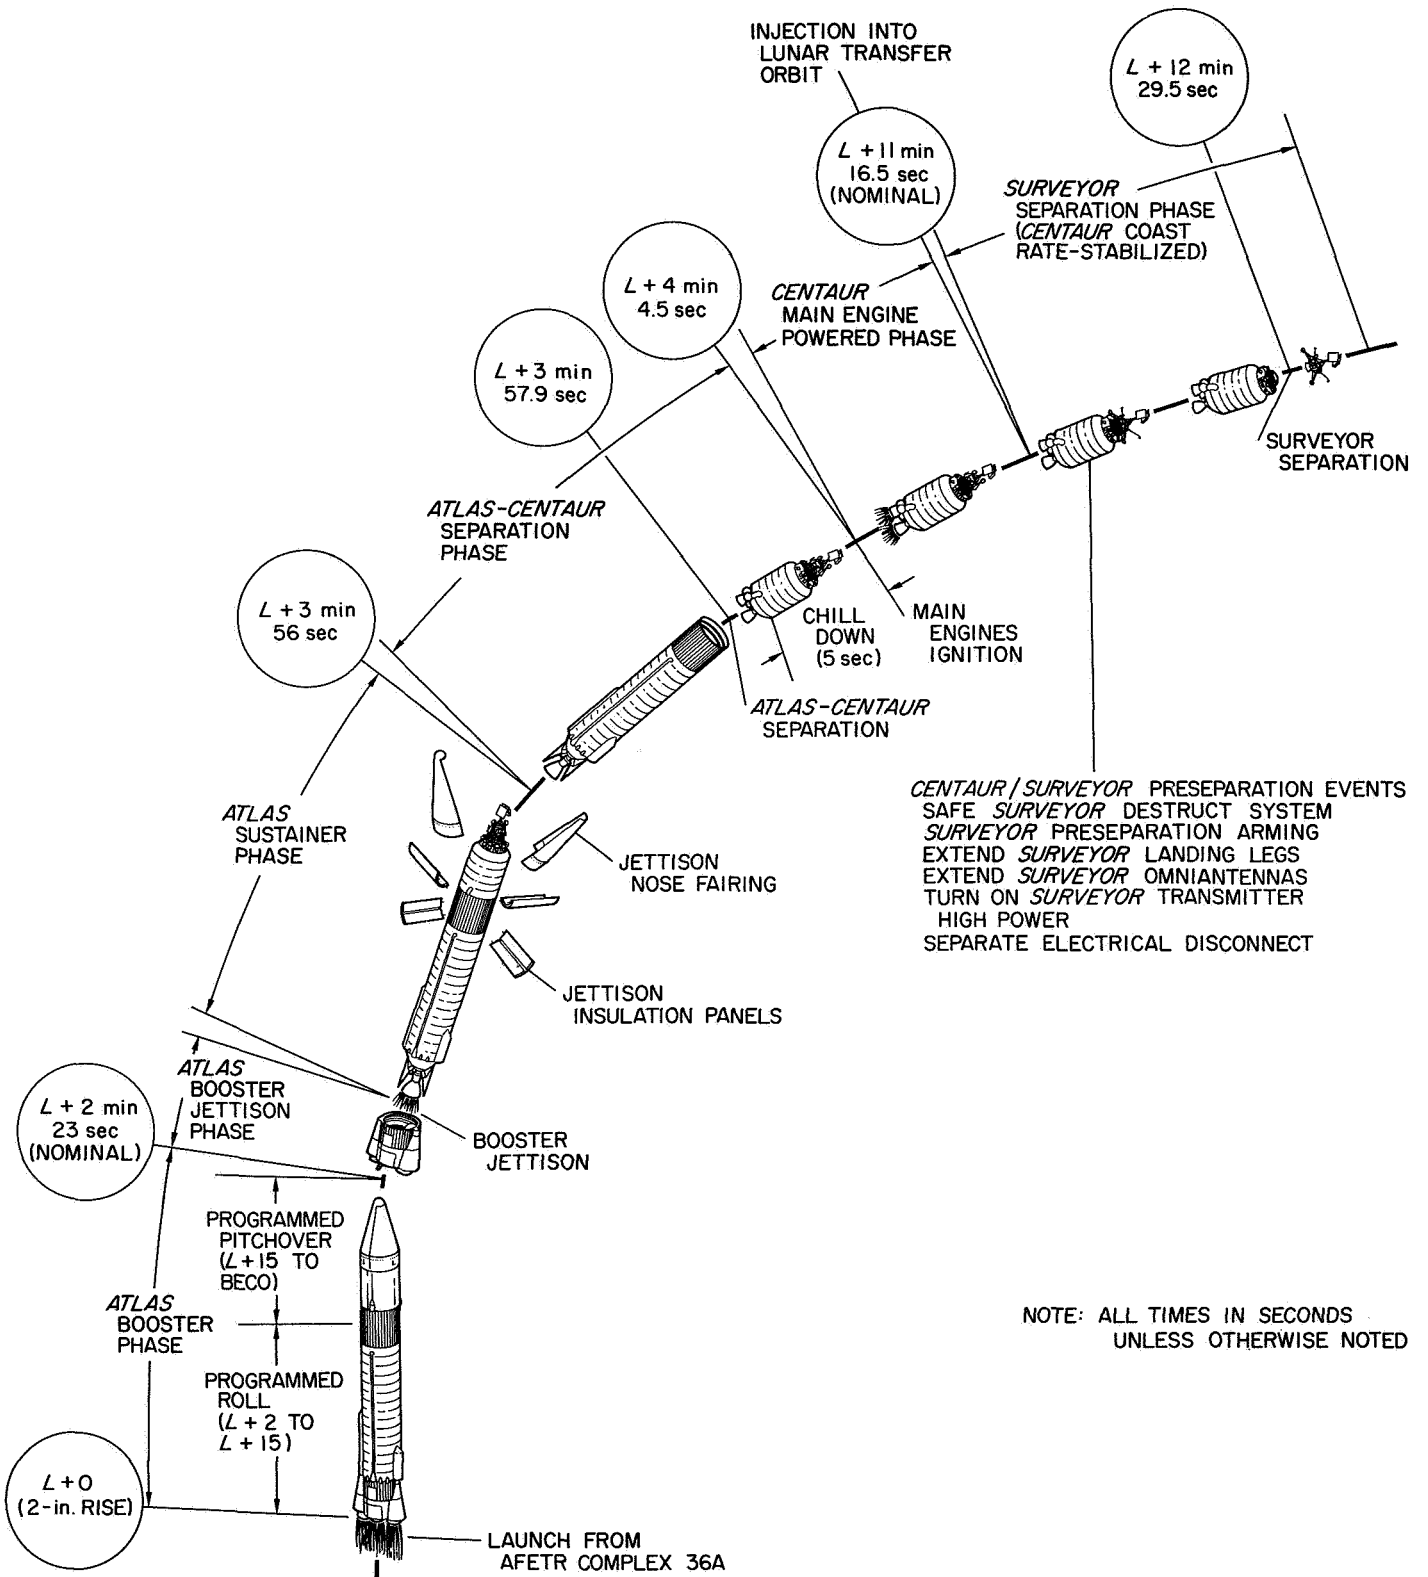 INJECTION INTO
LUNAR TRANSFER
ORBIT
L + 12 min
29.5 sec
L + 11 min
16.5 sec
(NOMINAL)
SURVEYOR
SEPARATION PHASE
(CENTAUR COAST
RATE-STABILIZED)
L + 4 min
4.5 sec
CENTAUR
MAIN ENGINE
POWERED PHASE
L + 3 min
57.9 sec
SURVEYOR
SEPARATION
ATLAS-CENTAUR
SEPARATION
PHASE
L + 3 min
56 sec
CHILL
DOWN
(5 sec)
MAIN
ENGINES
IGNITION
ATLAS-CENTAUR
SEPARATION
CENTAUR/SURVEYOR PRESEPARATION EVENTS
SAFE SURVEYOR DESTRUCT SYSTEM
SURVEYOR PRESEPARATION ARMING
EXTEND SURVEYOR LANDING LEGS
EXTEND SURVEYOR OMNIANTENNAS
TURN ON SURVEYOR TRANSMITTER
HIGH POWER
SEPARATE ELECTRICAL DISCONNECT
ATLAS
SUSTAINER
PHASE
JETTISON
NOSE FAIRING
JETTISON
INSULATION PANELS
ATLAS
BOOSTER
JETTISON
PHASE
L + 2 min
23 sec
(NOMINAL)
BOOSTER
JETTISON
PROGRAMMED
PITCHOVER
(L+15 TO
BECO)
ATLAS
BOOSTER
PHASE
NOTE: ALL TIMES IN SECONDS
UNLESS OTHERWISE NOTED
PROGRAMMED
ROLL
(L + 2 TO
L + 15)
L + 0
(2-in. RISE)
LAUNCH FROM
AFETR COMPLEX 36A